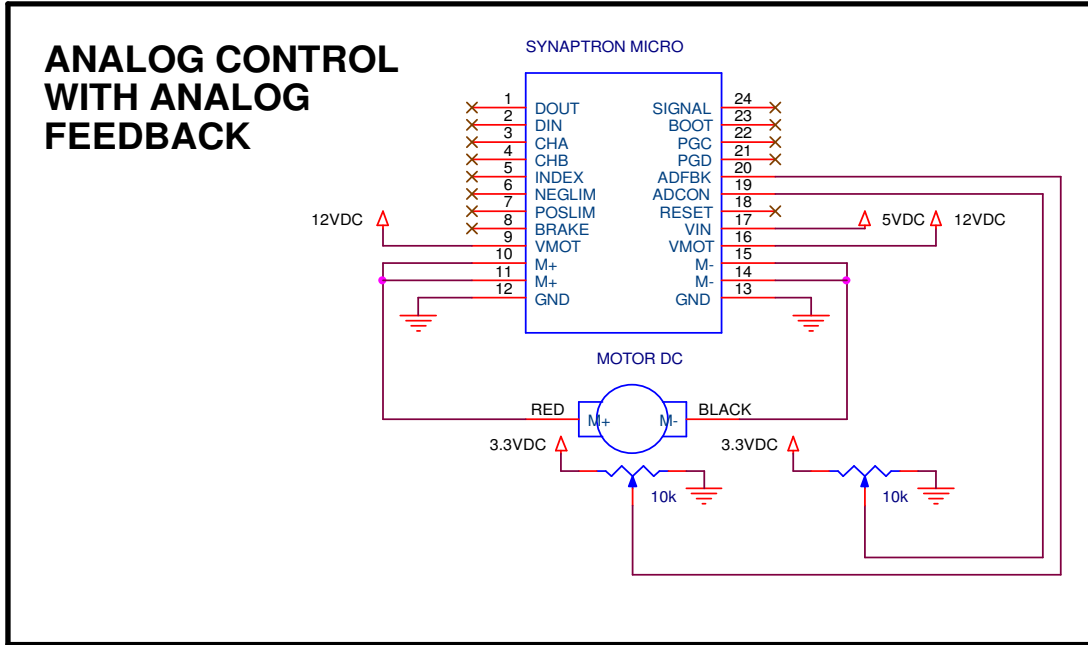 ANALOG CONTROL
WITH ANALOG
FEEDBACK
SYNAPTRON MICRO
1 DOUT SIGNAL 24
2 DIN BOOT 23
3 CHA PGC 22
4 CHB PGD 21
5 INDEX ADFBK 20
6 NEGLIM ADCON 19
7 POSLIM RESET 18
12VDC 8 BRAKE VIN 17 5VDC 12VDC
9 VMOT VMOT 16
10 M+ M- 15
11 M+ M- 14
12 GND GND 13
MOTOR DC
RED M+ M- BLACK
3.3VDC 3.3VDC
10k 10k